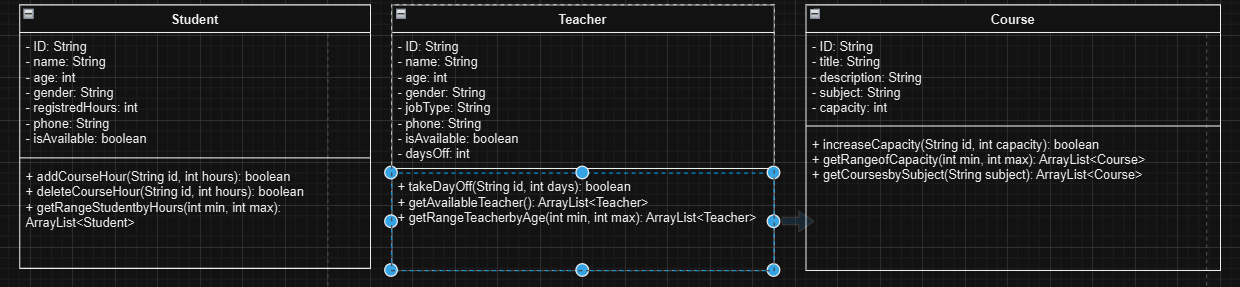 Student
- ID: String
- name: String
- age: int
- gender: String
- registredHours: int
- phone: String
- isAvailable: boolean
+ addCourseHour(String id, int hours): boolean
+ deleteCourseHour(String id, int hours): boolean
+ getRangeStudentbyHours(int min, int max):
ArrayList<Student>
Teacher
- ID: String
- name: String
- age: int
- gender: String
- jobType: String
- phone: String
- isAvailable: boolean
- daysOff: int
+ takeDayOff(String id, int days): boolean
+ getAvailableTeacher(): ArrayList<Teacher>
+ getRangeTeacherbyAge(int min, int max): ArrayList<Teacher>
Course
- ID: String
- title: String
- description: String
- subject: String
- capacity: int
+ increaseCapacity(String id, int capacity): boolean
+ getRangeofCapacity(int min, int max): ArrayList<Course>
+ getCoursesbySubject(String subject): ArrayList<Course>